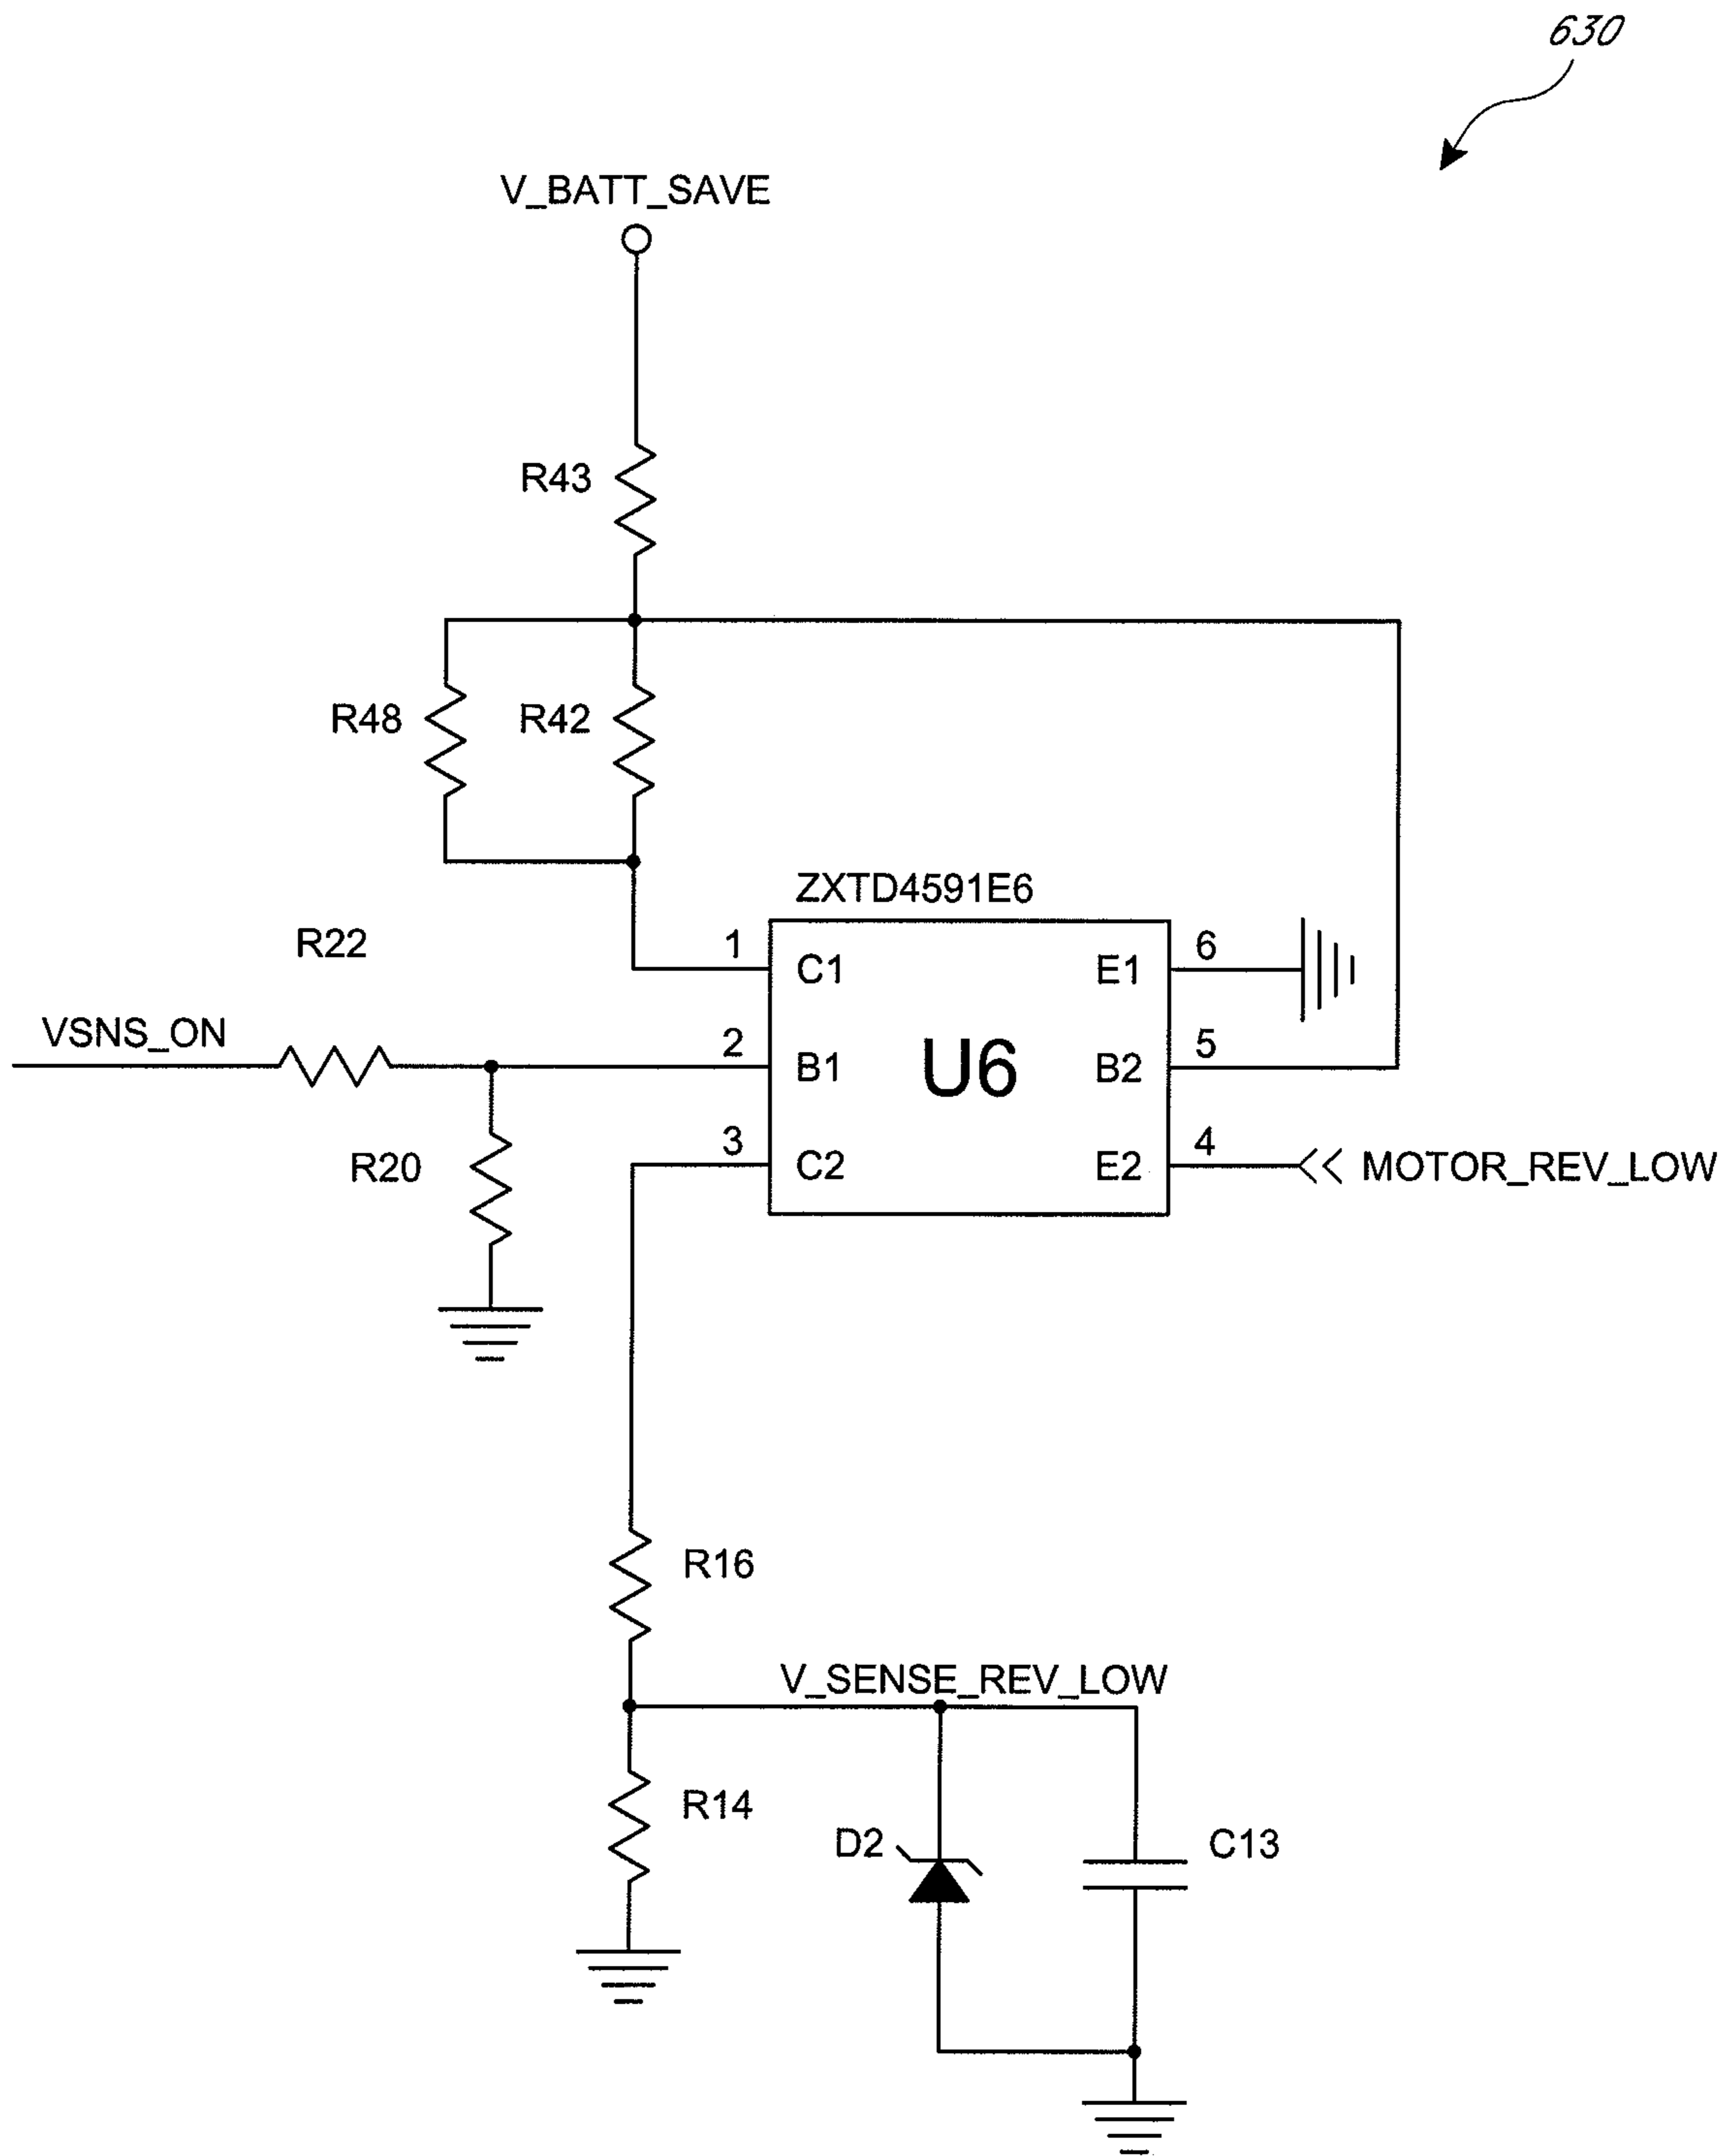 630
V_BATT_SAVE
R43
R48
R42
ZXTD4591E6
R22
1
C1
E1
6
VSNS_ON
2
B1
U6
B2
5
R20
3
C2
E2
4
MOTOR_REV_LOW
R16
V_SENSE_REV_LOW
R14
D2
C13